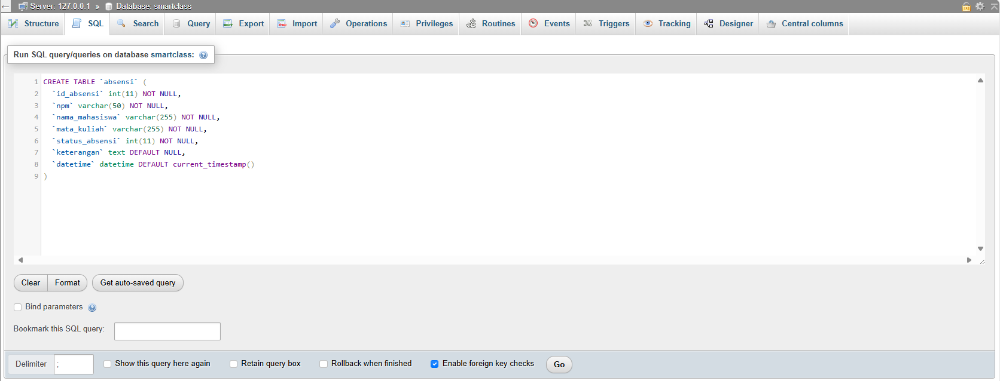 Server: 127.0.0.1 » Database: smartclass
Structure SQL Search Query Export Import Operations Privileges Routines Events Triggers Tracking Designer Central columns
Run SQL query/queries on database smartclass:
1 CREATE TABLE `absensi` (
2 `id_absensi` int(11) NOT NULL,
3 `npm` varchar(50) NOT NULL,
4 `nama_mahasiswa` varchar(255) NOT NULL,
5 `mata_kuliah` varchar(255) NOT NULL,
6 `status_absensi` int(11) NOT NULL,
7 `keterangan` text DEFAULT NULL,
8 `datetime` datetime DEFAULT current_timestamp()
9 )
Clear Format Get auto-saved query
Bind parameters
Bookmark this SQL query:
Delimiter ; Show this query here again Retain query box Rollback when finished Enable foreign key checks Go